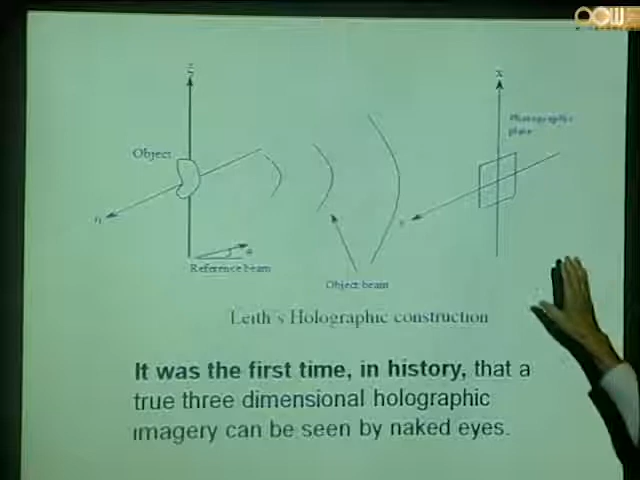 OCW
x
Photographic
plate
Object
η
y
θ
Reference beam
Object beam
Leith's Holographic construction
It was the first time, in history, that a
true three dimensional holographic
imagery can be seen by naked eyes.